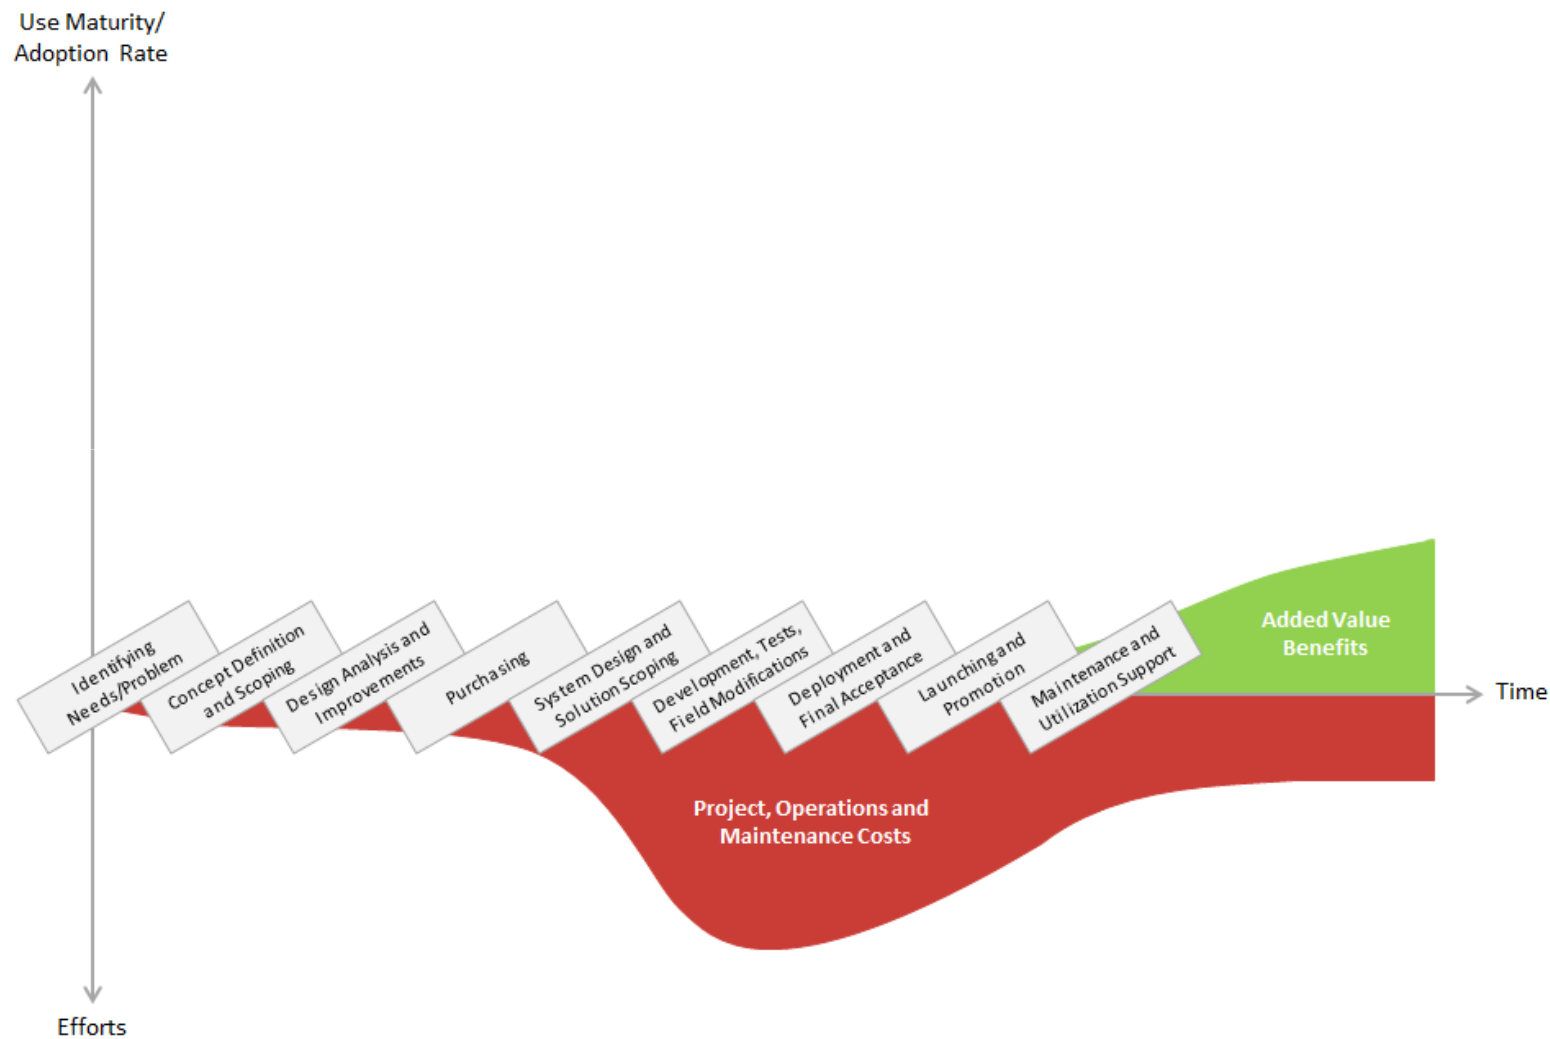 Use Maturity/
Adoption Rate
Identifying
Needs/Problem
Concept Definition
and Scoping
Design Analysis and
Improvements
Purchasing
System Design and
Solution Scoping
Development, Tests,
Field Modifications
Deployment and
Final Acceptance
Launching and
Promotion
Maintenance and
Utilization Support
Added Value
Benefits
Time
Project, Operations and
Maintenance Costs
Efforts